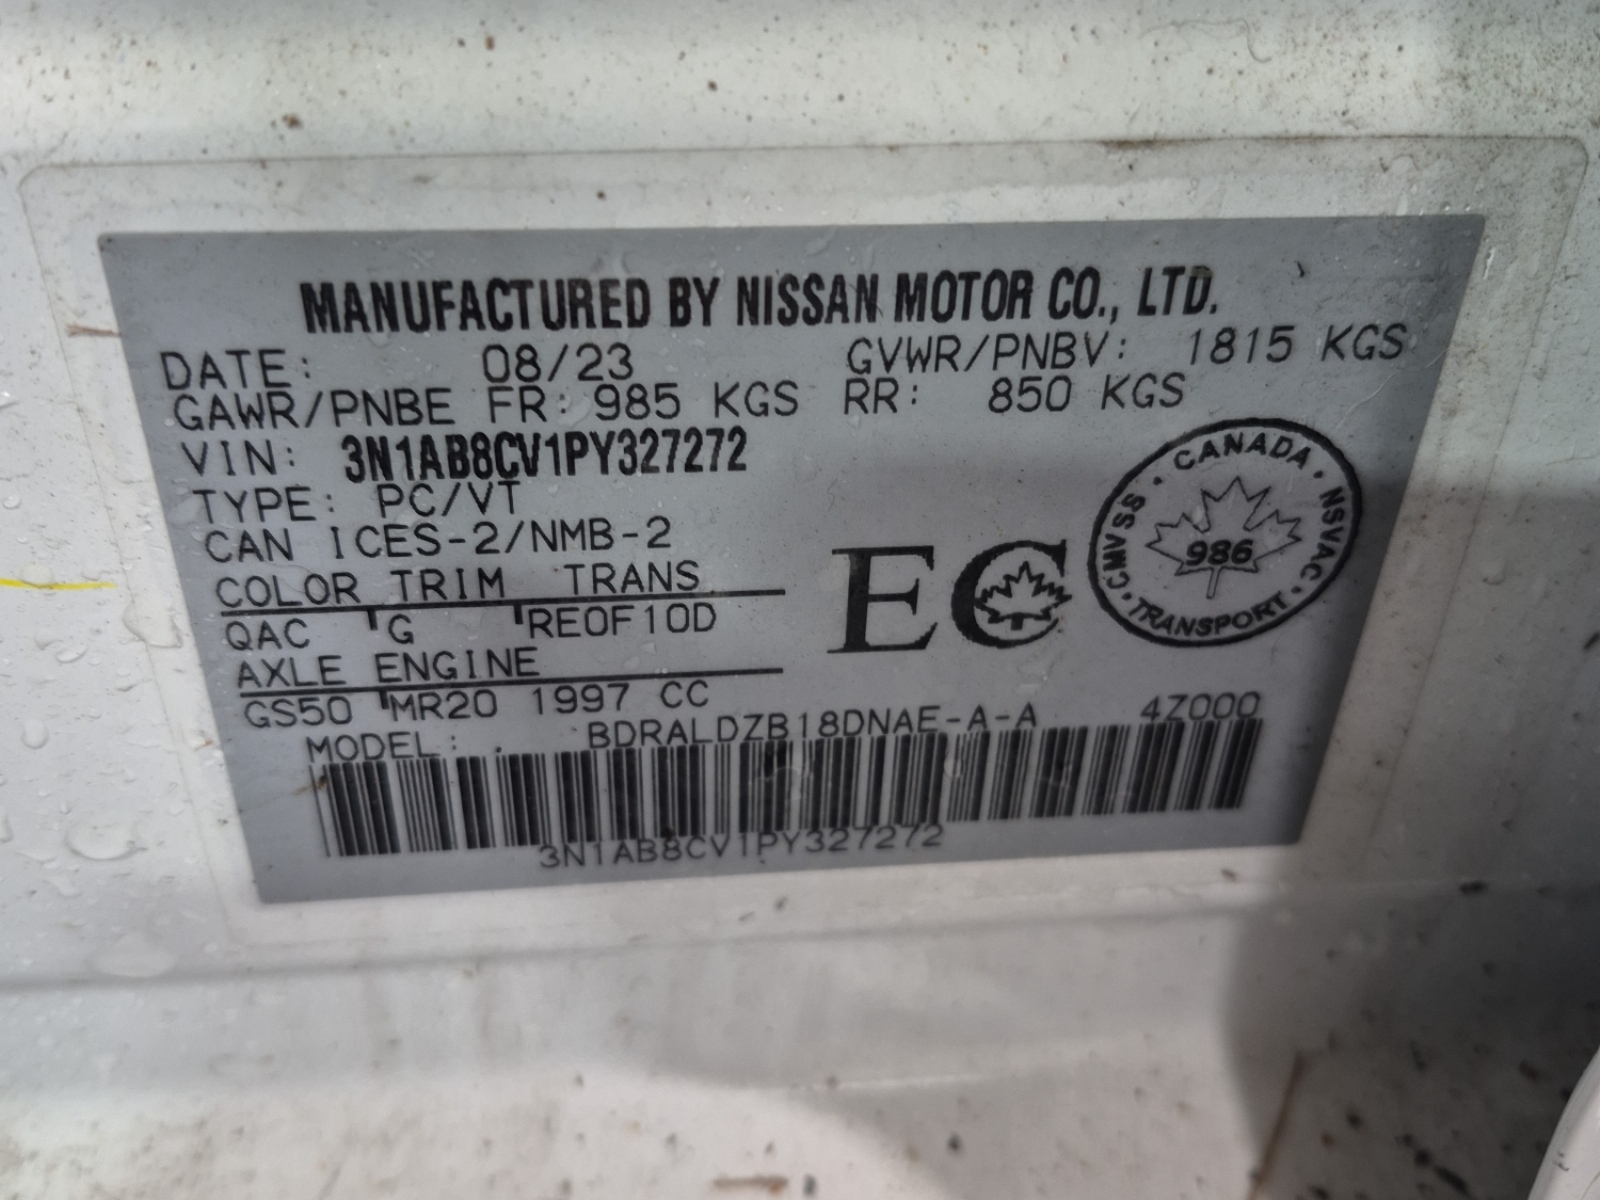 MANUFACTURED BY NISSAN MOTOR CO., LTD.
DATE: 08/23 GVWR/PNBV: 1815 KGS
GAWR/PNBE FR: 985 KGS RR: 850 KGS
VIN: 3N1AB8CV1PY327272
TYPE: PC/VT
CAN ICES-2/NMB-2
COLOR TRIM TRANS
QAC G RE0F10D
AXLE ENGINE
GS50 MR20 1997 CC
MODEL: BDRALDZB18DNAE-A-A 4Z000
3N1AB8CV1PY327272
EC
CANADA · NSVAC · TRANSPORT · CMVSS ·
986